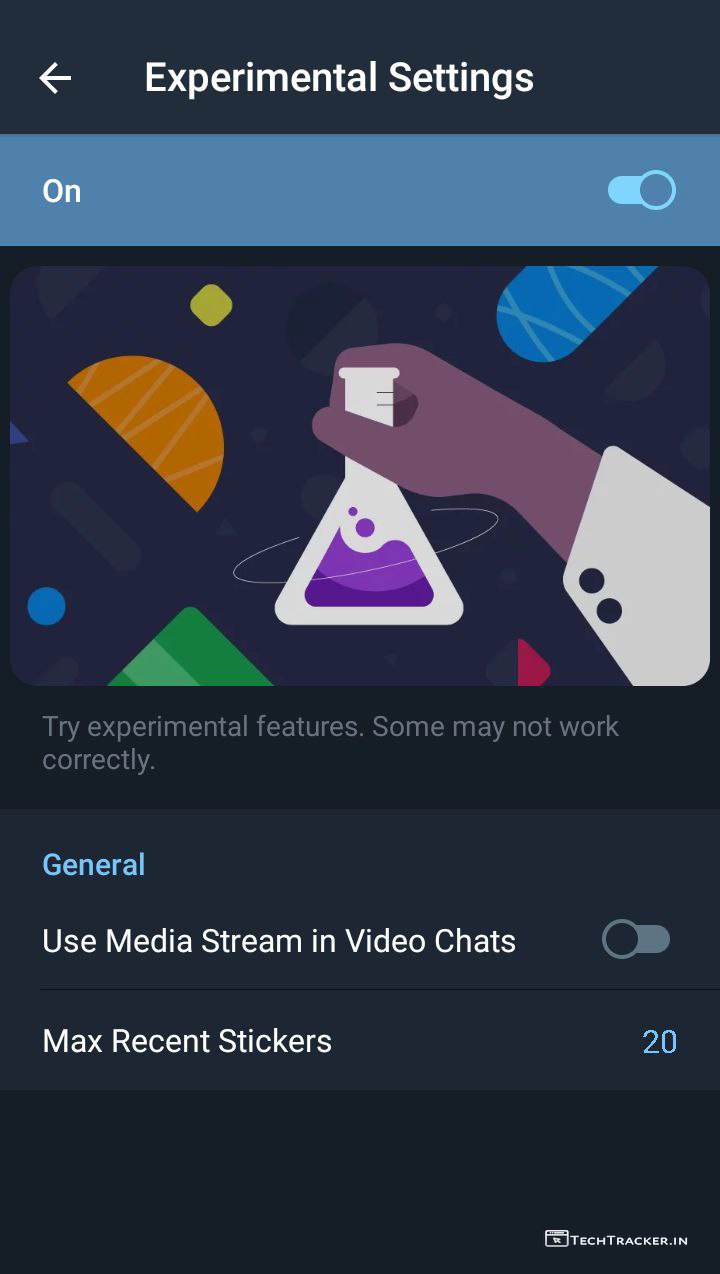 Experimental Settings
On
Try experimental features. Some may not work
correctly.
General
Use Media Stream in Video Chats
Max Recent Stickers 20
TECHTRACKER.IN